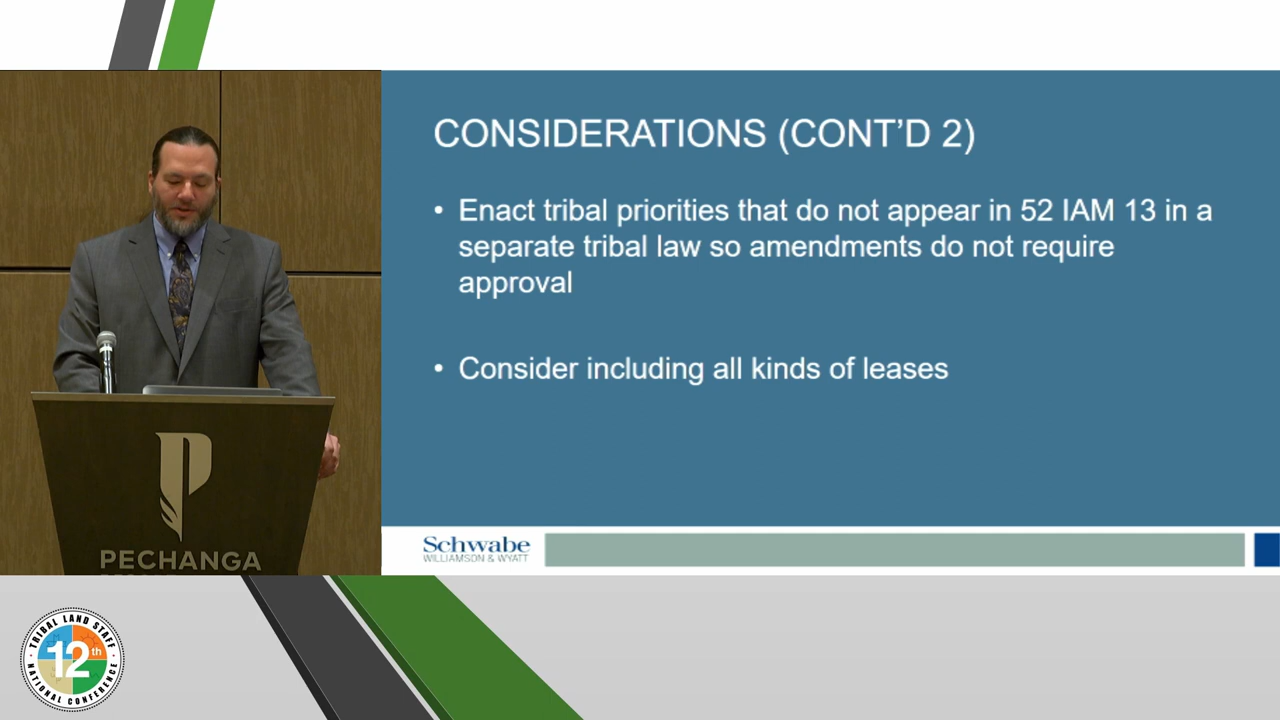 CONSIDERATIONS (CONT’D 2)
• Enact tribal priorities that do not appear in 52 IAM 13 in a
separate tribal law so amendments do not require
approval
• Consider including all kinds of leases
PECHANGA
Schwabe
WILLIAMSON & WYATT
TRIBAL LAND STAFF
12th
NATIONAL CONFERENCE